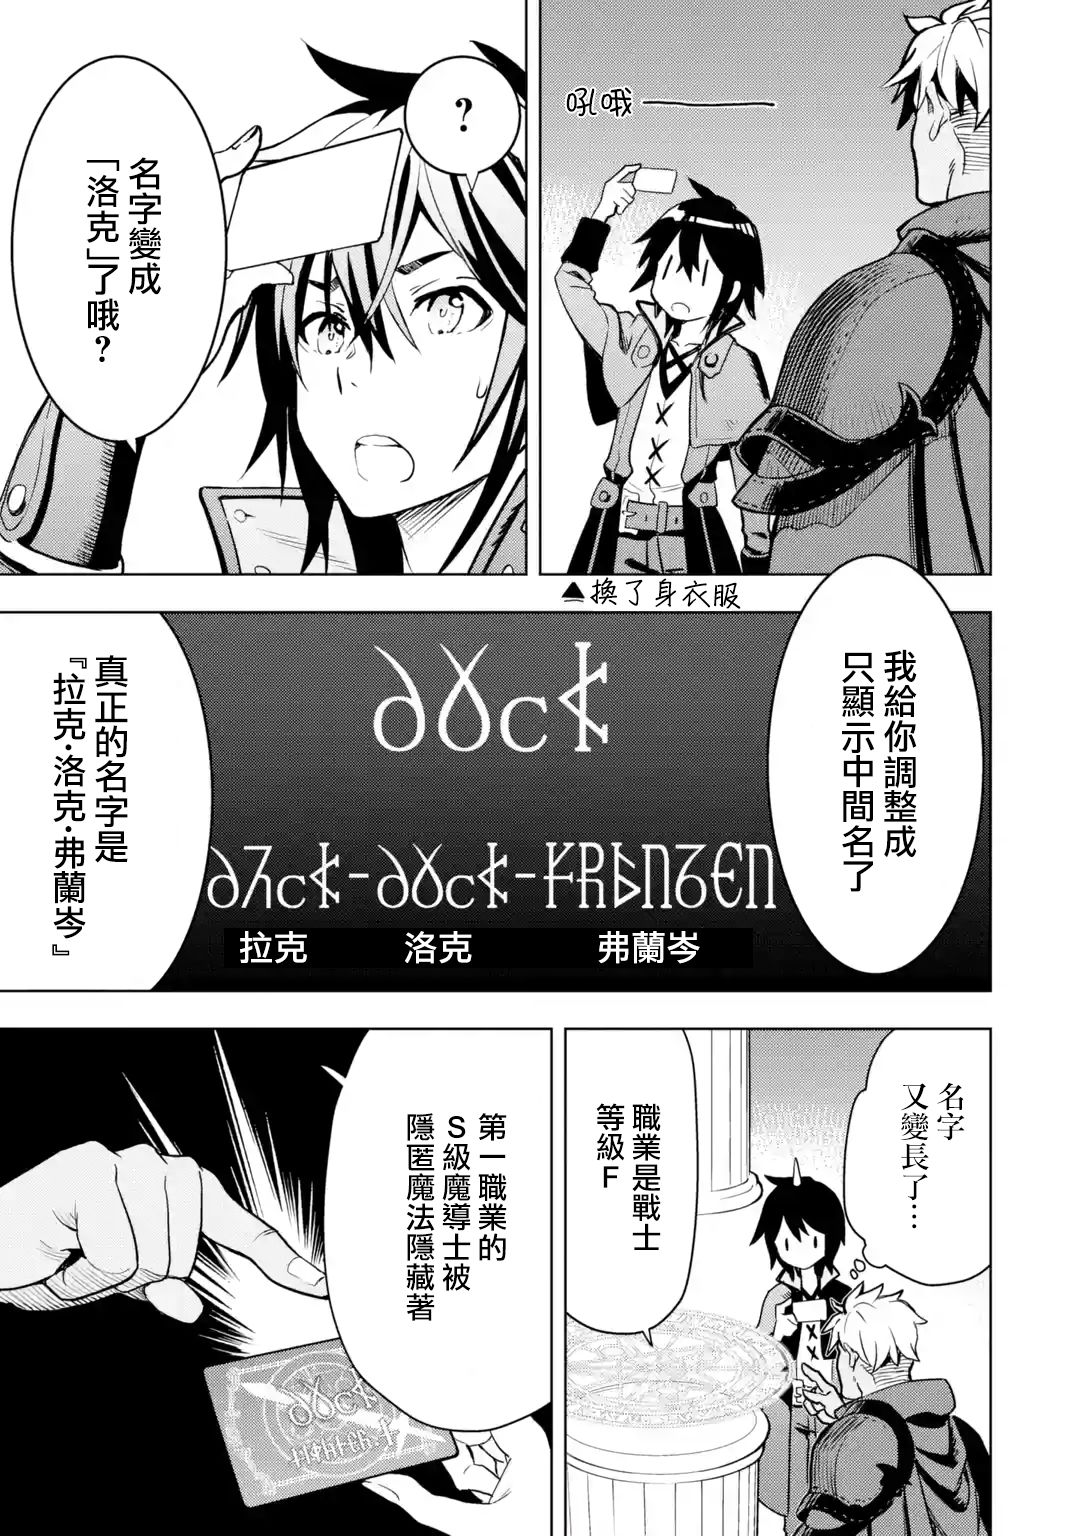 吼哦
▲換了身衣服
?
名字變成
「洛克」了哦?
我給你調整成
只顯示中間名了
拉克 洛克 弗蘭岑
真正的名字是
『拉克·洛克·弗蘭岑』
名字
又變長了…
職業是戰士
等級F
第一職業的
S級魔導士被
隱匿魔法隱藏著